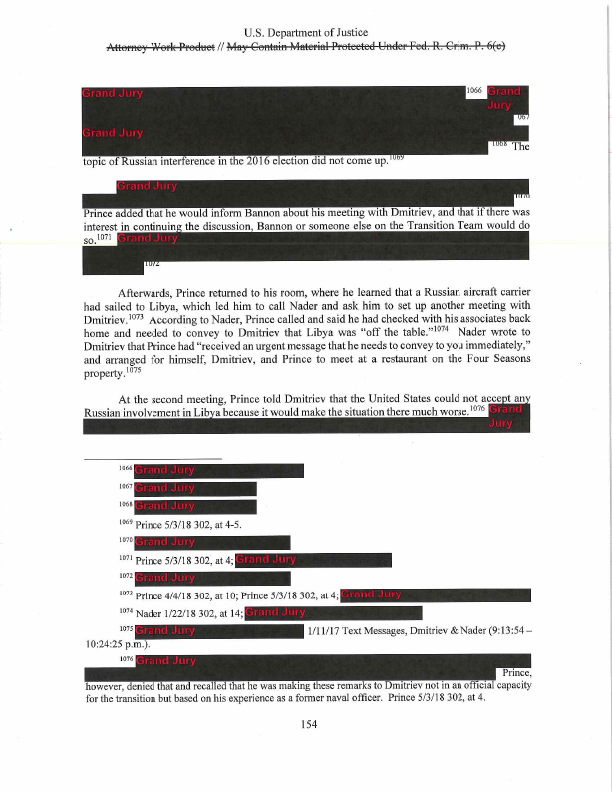 U.S. Department of Justice
Attorney Work Product // May Contain Material Protected Under Fed. R. Crim. P. 6(e)
Grand Jury 1066 Grand
Jury
067
Grand Jury
1068 The
topic of Russian interference in the 2016 election did not come up.1069
Grand Jury
1070
Prince added that he would inform Bannon about his meeting with Dmitriev, and that if there was
interest in continuing the discussion, Bannon or someone else on the Transition Team would do
so.1071 Grand Jury
1072
Afterwards, Prince returned to his room, where he learned that a Russian aircraft carrier
had sailed to Libya, which led him to call Nader and ask him to set up another meeting with
Dmitriev.1073 According to Nader, Prince called and said he had checked with his associates back
home and needed to convey to Dmitriev that Libya was "off the table."1074 Nader wrote to
Dmitriev that Prince had "received an urgent message that he needs to convey to you immediately,"
and arranged for himself, Dmitriev, and Prince to meet at a restaurant on the Four Seasons
property.1075
At the second meeting, Prince told Dmitriev that the United States could not accept any
Russian involvement in Libya because it would make the situation there much worse.1076 Grand
Jury
1066 Grand Jury
1067 Grand Jury
1068 Grand Jury
1069 Prince 5/3/18 302, at 4-5.
1070 Grand Jury
1071 Prince 5/3/18 302, at 4; Grand Jury
1072 Grand Jury
1073 Prince 4/4/18 302, at 10; Prince 5/3/18 302, at 4; Grand Jury
1074 Nader 1/22/18 302, at 14; Grand Jury
1075 Grand Jury 1/11/17 Text Messages, Dmitriev & Nader (9:13:54 –
10:24:25 p.m.).
1076 Grand Jury
Prince,
however, denied that and recalled that he was making these remarks to Dmitriev not in an official capacity
for the transition but based on his experience as a former naval officer. Prince 5/3/18 302, at 4.
154